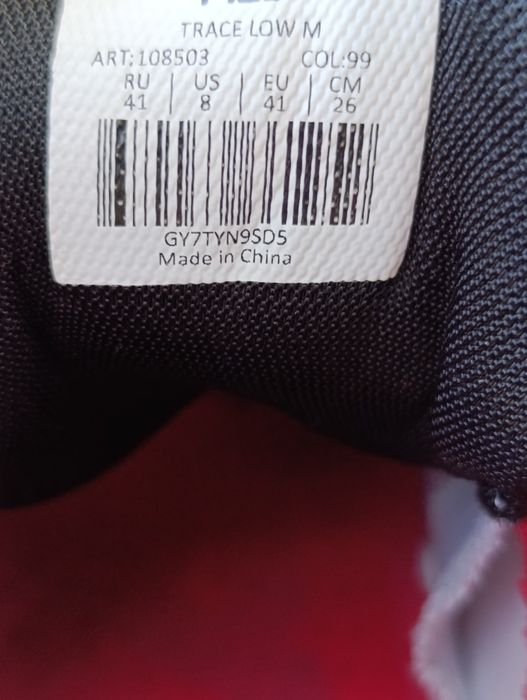 TRACE LOW M
ART:108503 COL:99
RU | US | EU | CM
41 | 8 | 41 | 26
GY7TYN9SD5
Made in China